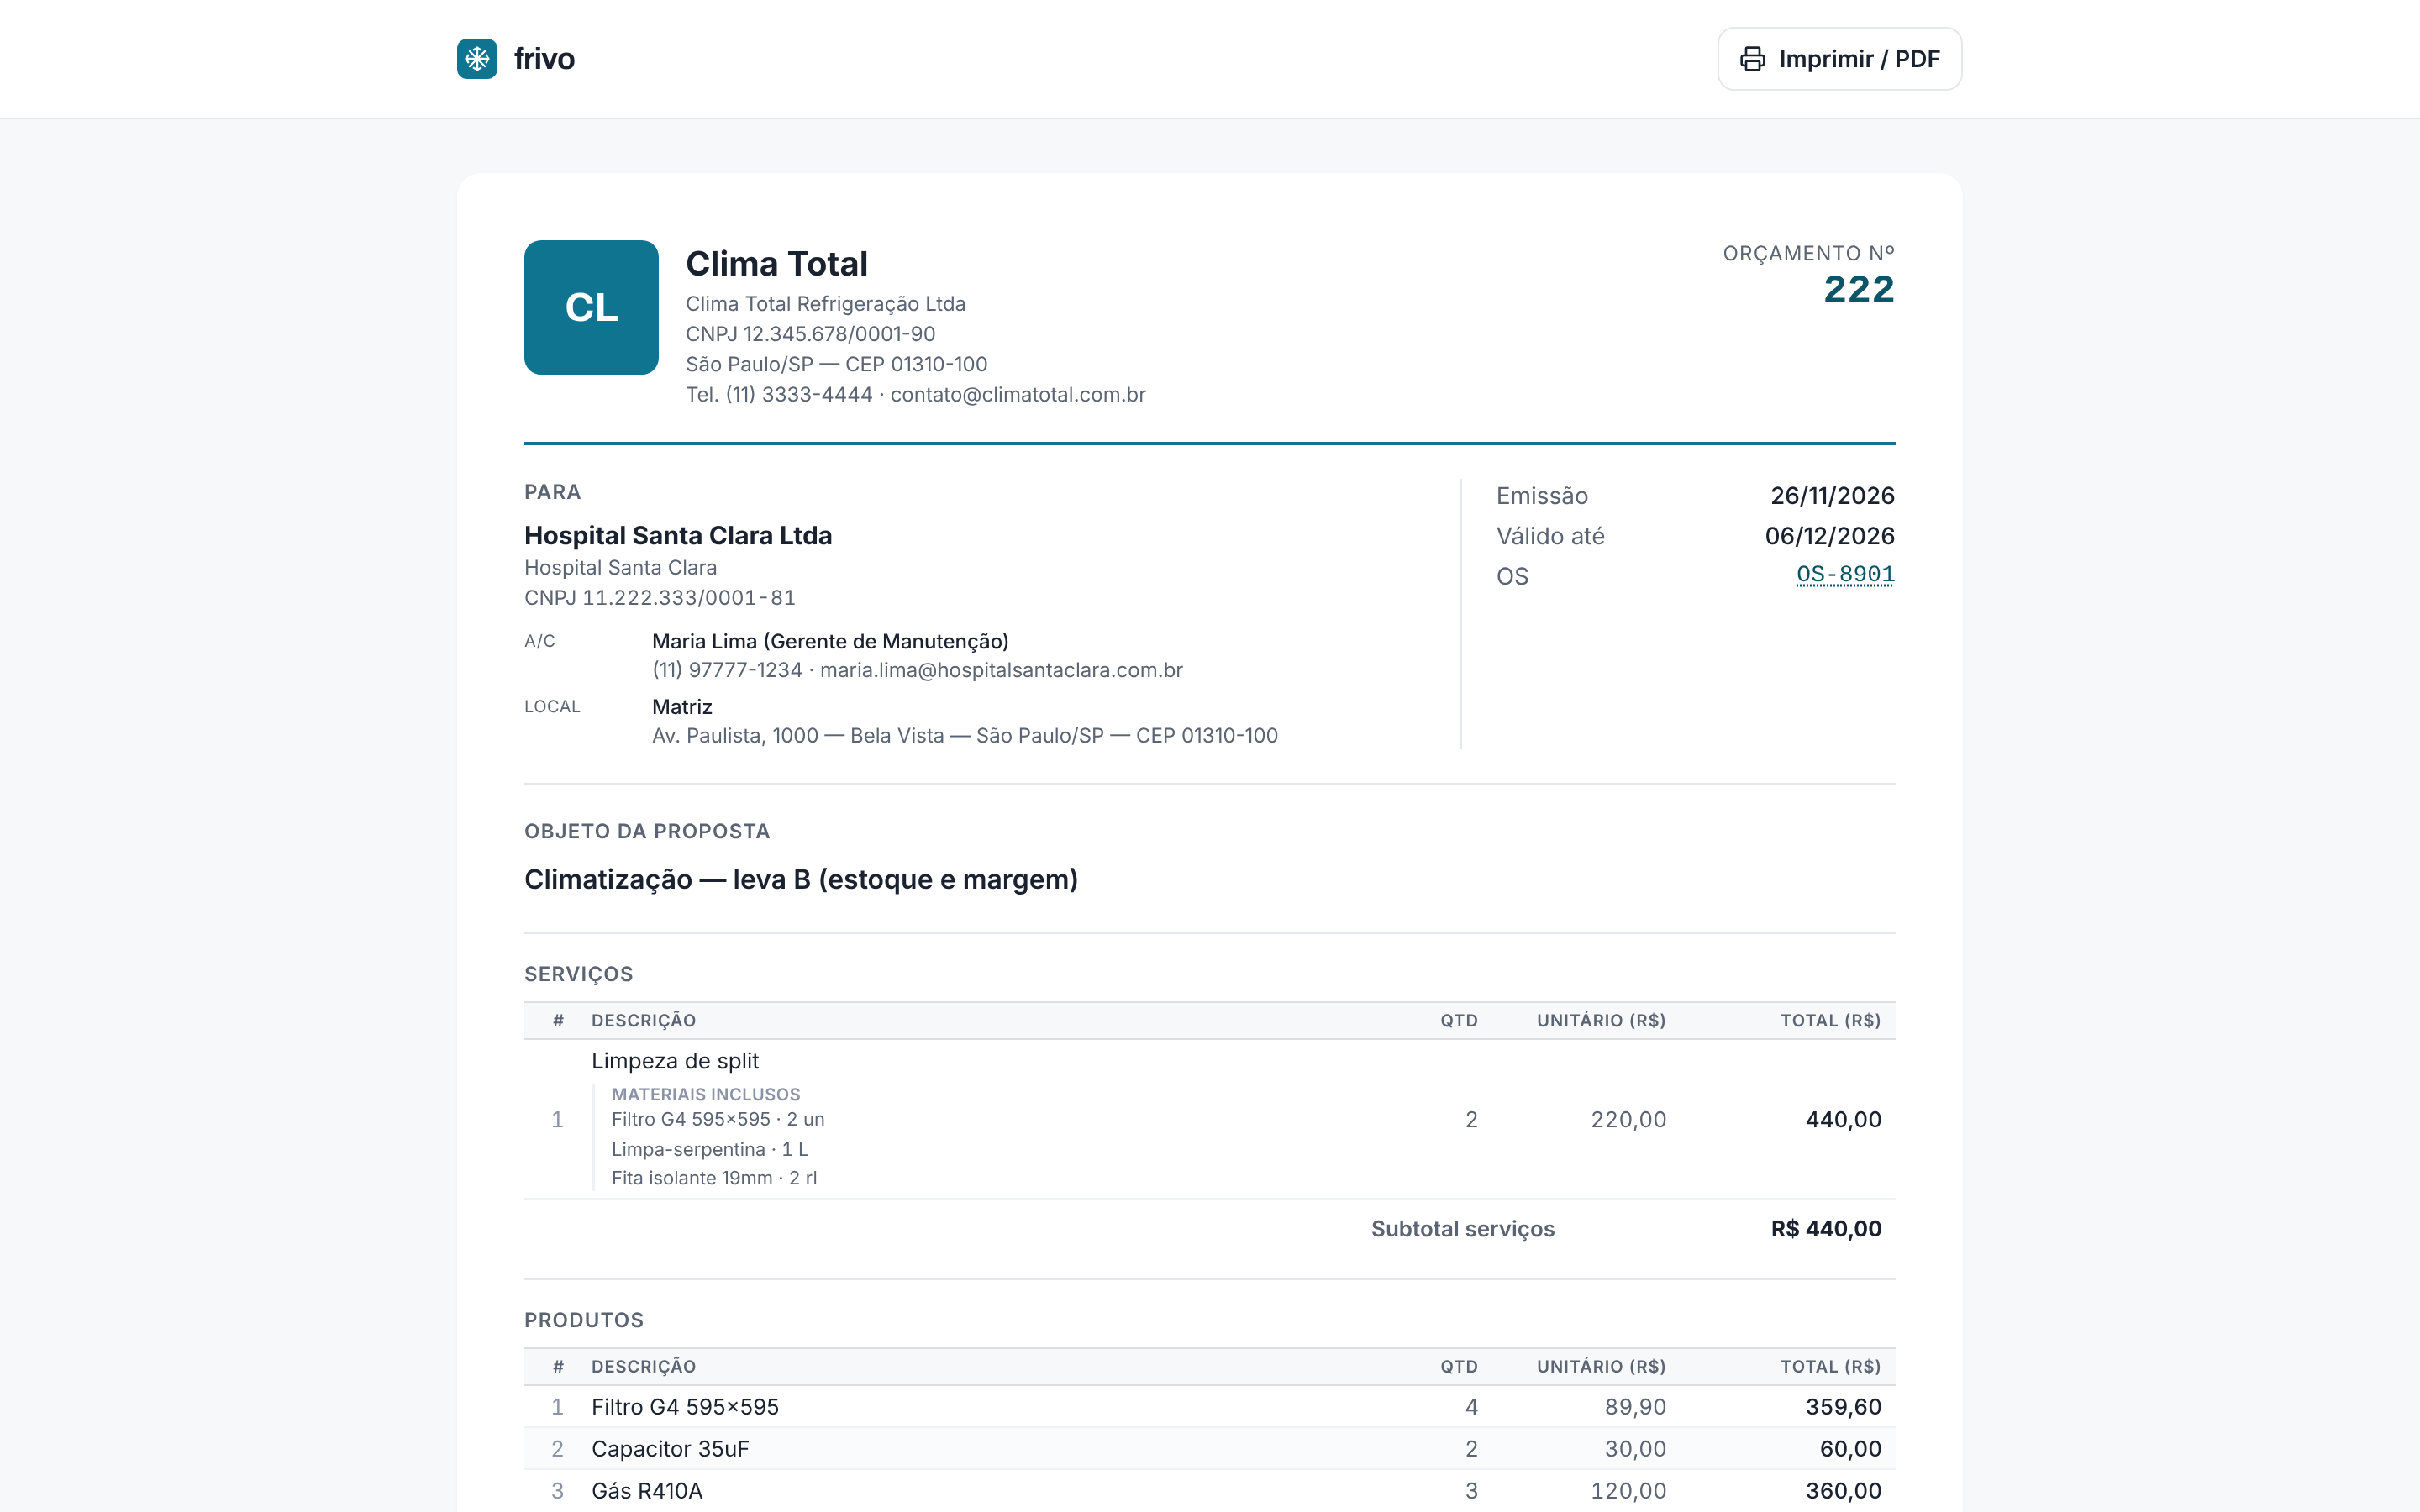 frivo
Imprimir / PDF
CL
Clima Total
Clima Total Refrigeração Ltda
CNPJ 12.345.678/0001-90
São Paulo/SP — CEP 01310-100
Tel. (11) 3333-4444 · contato@climatotal.com.br
ORÇAMENTO Nº
222
PARA
Hospital Santa Clara Ltda
Hospital Santa Clara
CNPJ 11.222.333/0001-81
A/C Maria Lima (Gerente de Manutenção)
(11) 97777-1234 · maria.lima@hospitalsantaclara.com.br
LOCAL Matriz
Av. Paulista, 1000 — Bela Vista — São Paulo/SP — CEP 01310-100
Emissão 26/11/2026
Válido até 06/12/2026
OS OS-8901
OBJETO DA PROPOSTA
Climatização — leva B (estoque e margem)
SERVIÇOS
# DESCRIÇÃO QTD UNITÁRIO (R$) TOTAL (R$)
Limpeza de split
MATERIAIS INCLUSOS
1 Filtro G4 595×595 · 2 un 2 220,00 440,00
Limpa-serpentina · 1 L
Fita isolante 19mm · 2 rl
Subtotal serviços R$ 440,00
PRODUTOS
# DESCRIÇÃO QTD UNITÁRIO (R$) TOTAL (R$)
1 Filtro G4 595×595 4 89,90 359,60
2 Capacitor 35uF 2 30,00 60,00
3 Gás R410A 3 120,00 360,00